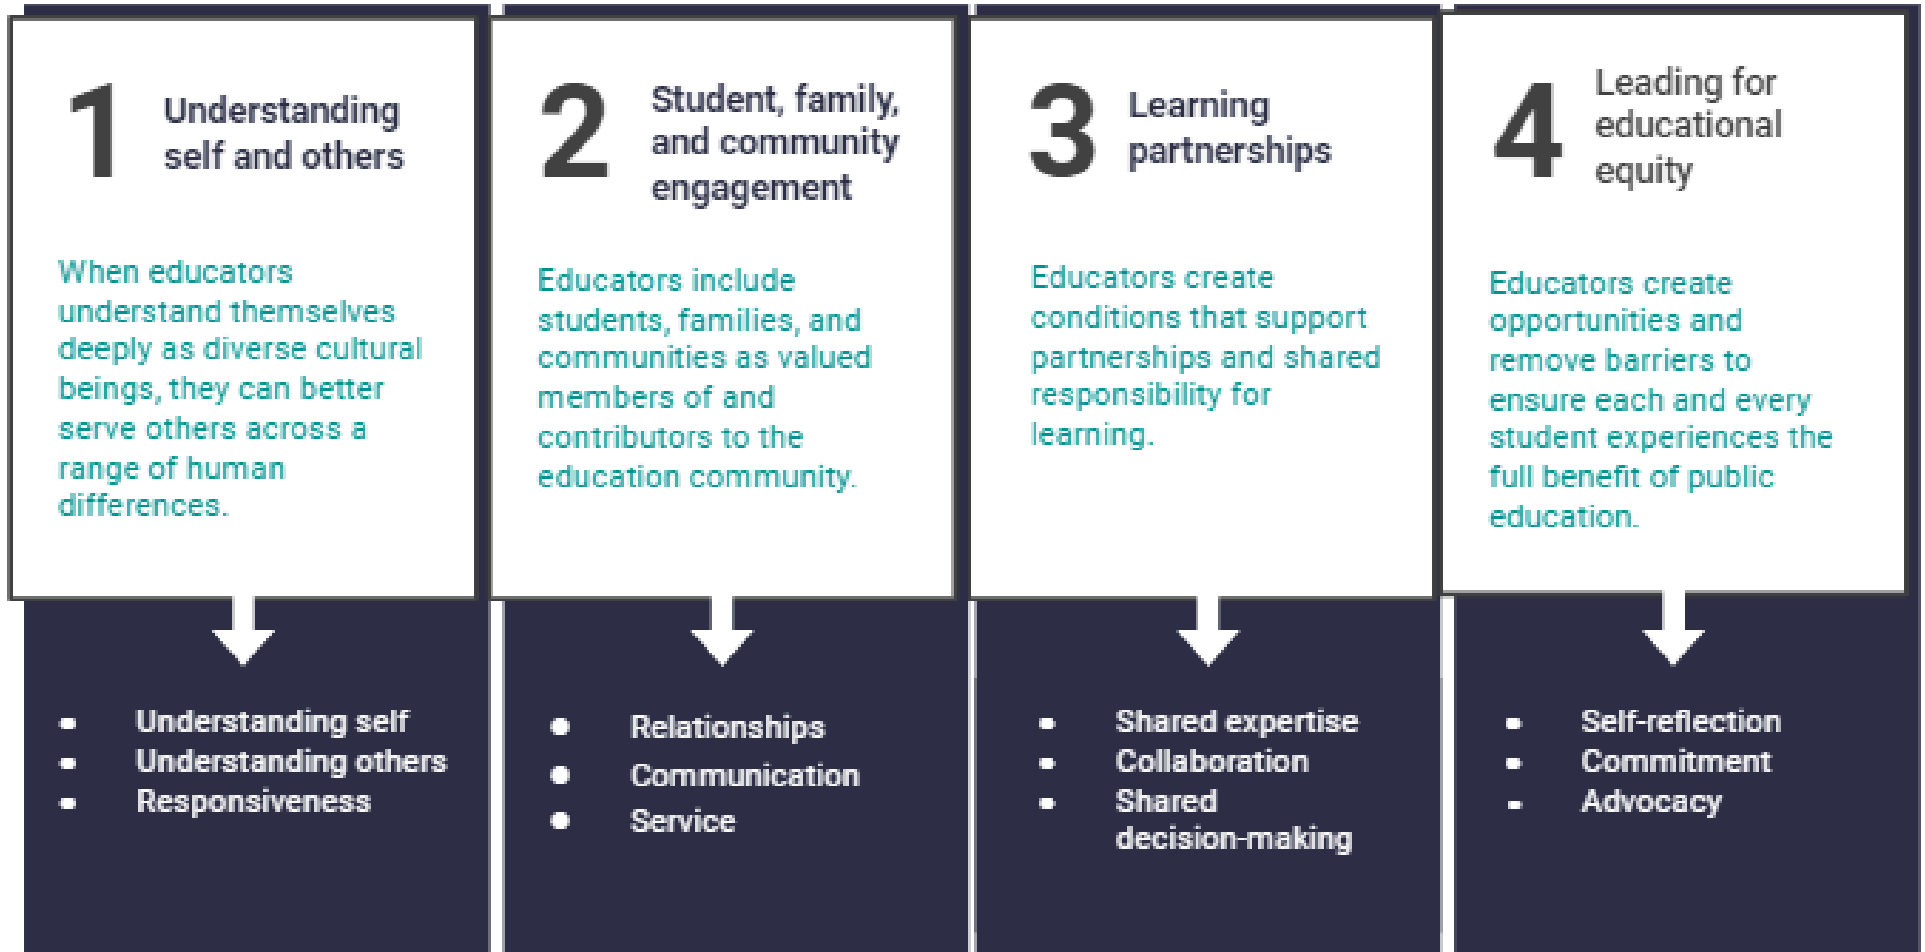 1
Understanding
self and others
When educators
understand themselves
deeply as diverse cultural
beings, they can better
serve others across a
range of human
differences.
• Understanding self
• Understanding others
• Responsiveness
2
Student, family,
and community
engagement
Educators include
students, families, and
communities as valued
members of and
contributors to the
education community.
• Relationships
• Communication
• Service
3
Learning
partnerships
Educators create
conditions that support
partnerships and shared
responsibility for
learning.
• Shared expertise
• Collaboration
• Shared
decision-making
4
Leading for
educational
equity
Educators create
opportunities and
remove barriers to
ensure each and every
student experiences the
full benefit of public
education.
• Self-reflection
• Commitment
• Advocacy